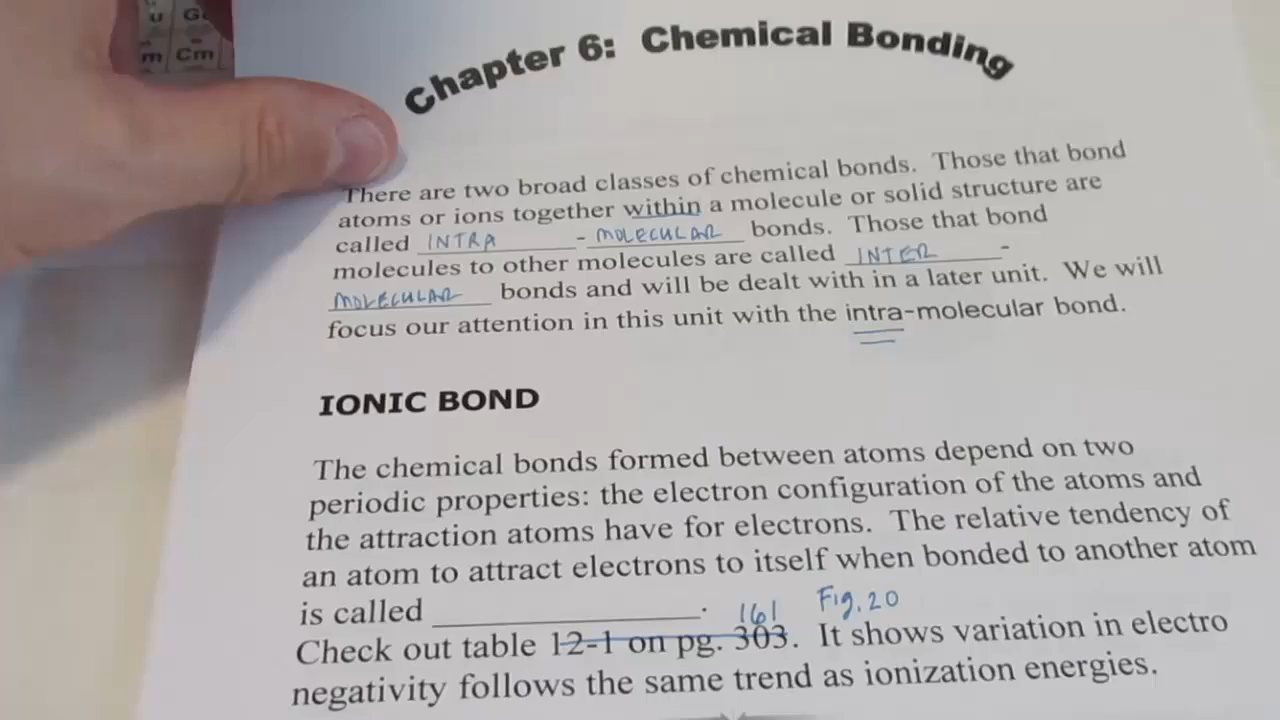 u G
m Cm
Chapter 6: Chemical Bonding
There are two broad classes of chemical bonds. Those that bond
atoms or ions together within a molecule or solid structure are
called INTRA - MOLECULAR bonds. Those that bond
molecules to other molecules are called INTER -
MOLECULAR bonds and will be dealt with in a later unit. We will
focus our attention in this unit with the intra-molecular bond.
IONIC BOND
The chemical bonds formed between atoms depend on two
periodic properties: the electron configuration of the atoms and
the attraction atoms have for electrons. The relative tendency of
an atom to attract electrons to itself when bonded to another atom
is called ____________________.
161 Fig. 20
Check out table 12-1 on pg. 303. It shows variation in electro
negativity follows the same trend as ionization energies.